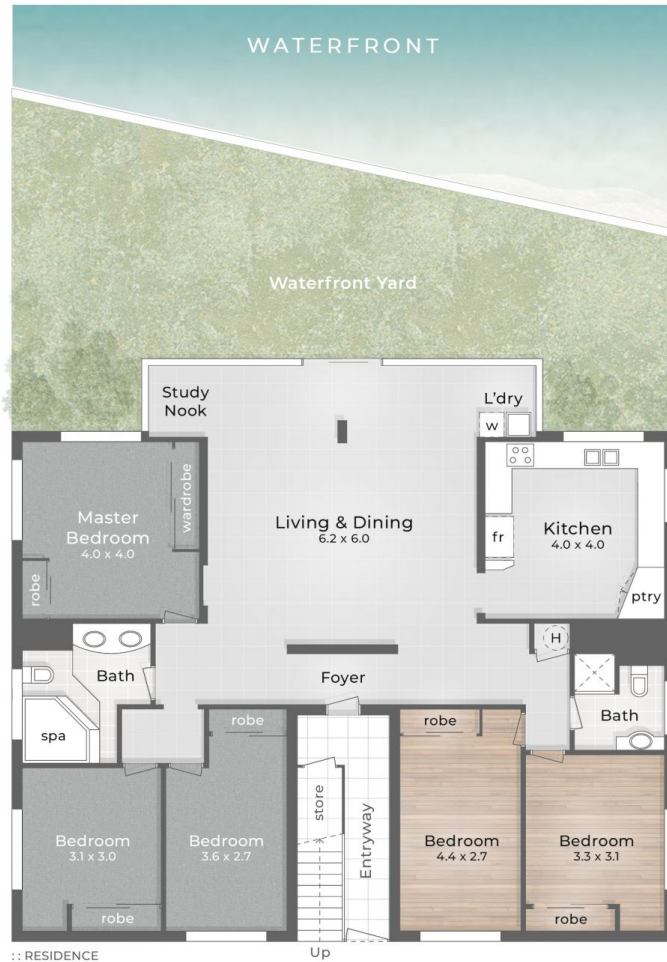 WATERFRONT
Waterfront Yard
Study
Nook
L'dry
w
wardrobe
Master
Bedroom
4.0 x 4.0
robe
Living & Dining
6.2 x 6.0
fr
Kitchen
4.0 x 4.0
ptry
H
Bath
spa
Foyer
Bath
robe
robe
store
Entryway
Bedroom
3.1 x 3.0
robe
Bedroom
3.6 x 2.7
Bedroom
4.4 x 2.7
Bedroom
3.3 x 3.1
robe
:: RESIDENCE
Up